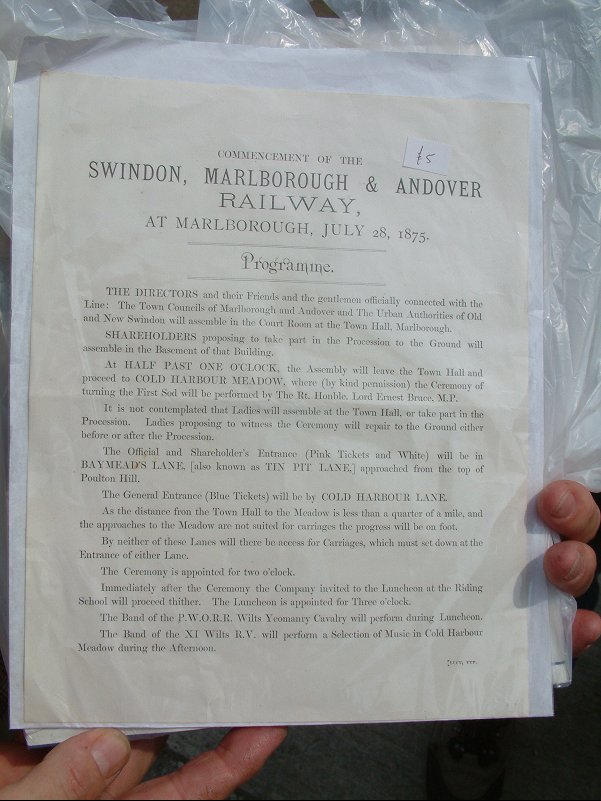 COMMENCEMENT OF THE
£5
SWINDON, MARLBOROUGH & ANDOVER
RAILWAY,
AT MARLBOROUGH, JULY 28, 1875.
Programme.
THE DIRECTORS and their Friends and the gentlemen officially connected with the
Line: The Town Councils of Marlborough and Andover and The Urban Authorities of Old
and New Swindon will assemble in the Court Room at the Town Hall, Marlborough.
SHAREHOLDERS proposing to take part in the Procession to the Ground will
assemble in the Basement of that Building.
At HALF PAST ONE O'CLOCK, the Assembly will leave the Town Hall and
proceed to COLD HARBOUR MEADOW, where (by kind permission) the Ceremony of
turning the First Sod will be performed by The Rt. Honble. Lord Ernest Bruce, M.P.
It is not contemplated that Ladies will assemble at the Town Hall, or take part in the
Procession. Ladies proposing to witness the Ceremony will repair to the Ground either
before or after the Procession.
The Official and Shareholder's Entrance (Pink Tickets and White) will be in
BAYMEAD'S LANE, [also known as TIN PIT LANE,] approached from the top of
Poulton Hill.
The General Entrance (Blue Tickets) will be by COLD HARBOUR LANE.
As the distance from the Town Hall to the Meadow is less than a quarter of a mile, and
the approaches to the Meadow are not suited for carriages the progress will be on foot.
By neither of these Lanes will there be access for Carriages, which must set down at the
Entrance of either Lane.
The Ceremony is appointed for two o'clock.
Immediately after the Ceremony the Company invited to the Luncheon at the Riding
School will proceed thither. The Luncheon is appointed for Three o'clock.
The Band of the P.W.O.R.R. Wilts Yeomanry Cavalry will perform during Luncheon.
The Band of the XI Wilts R.V. will perform a Selection of Music in Cold Harbour
Meadow during the Afternoon.